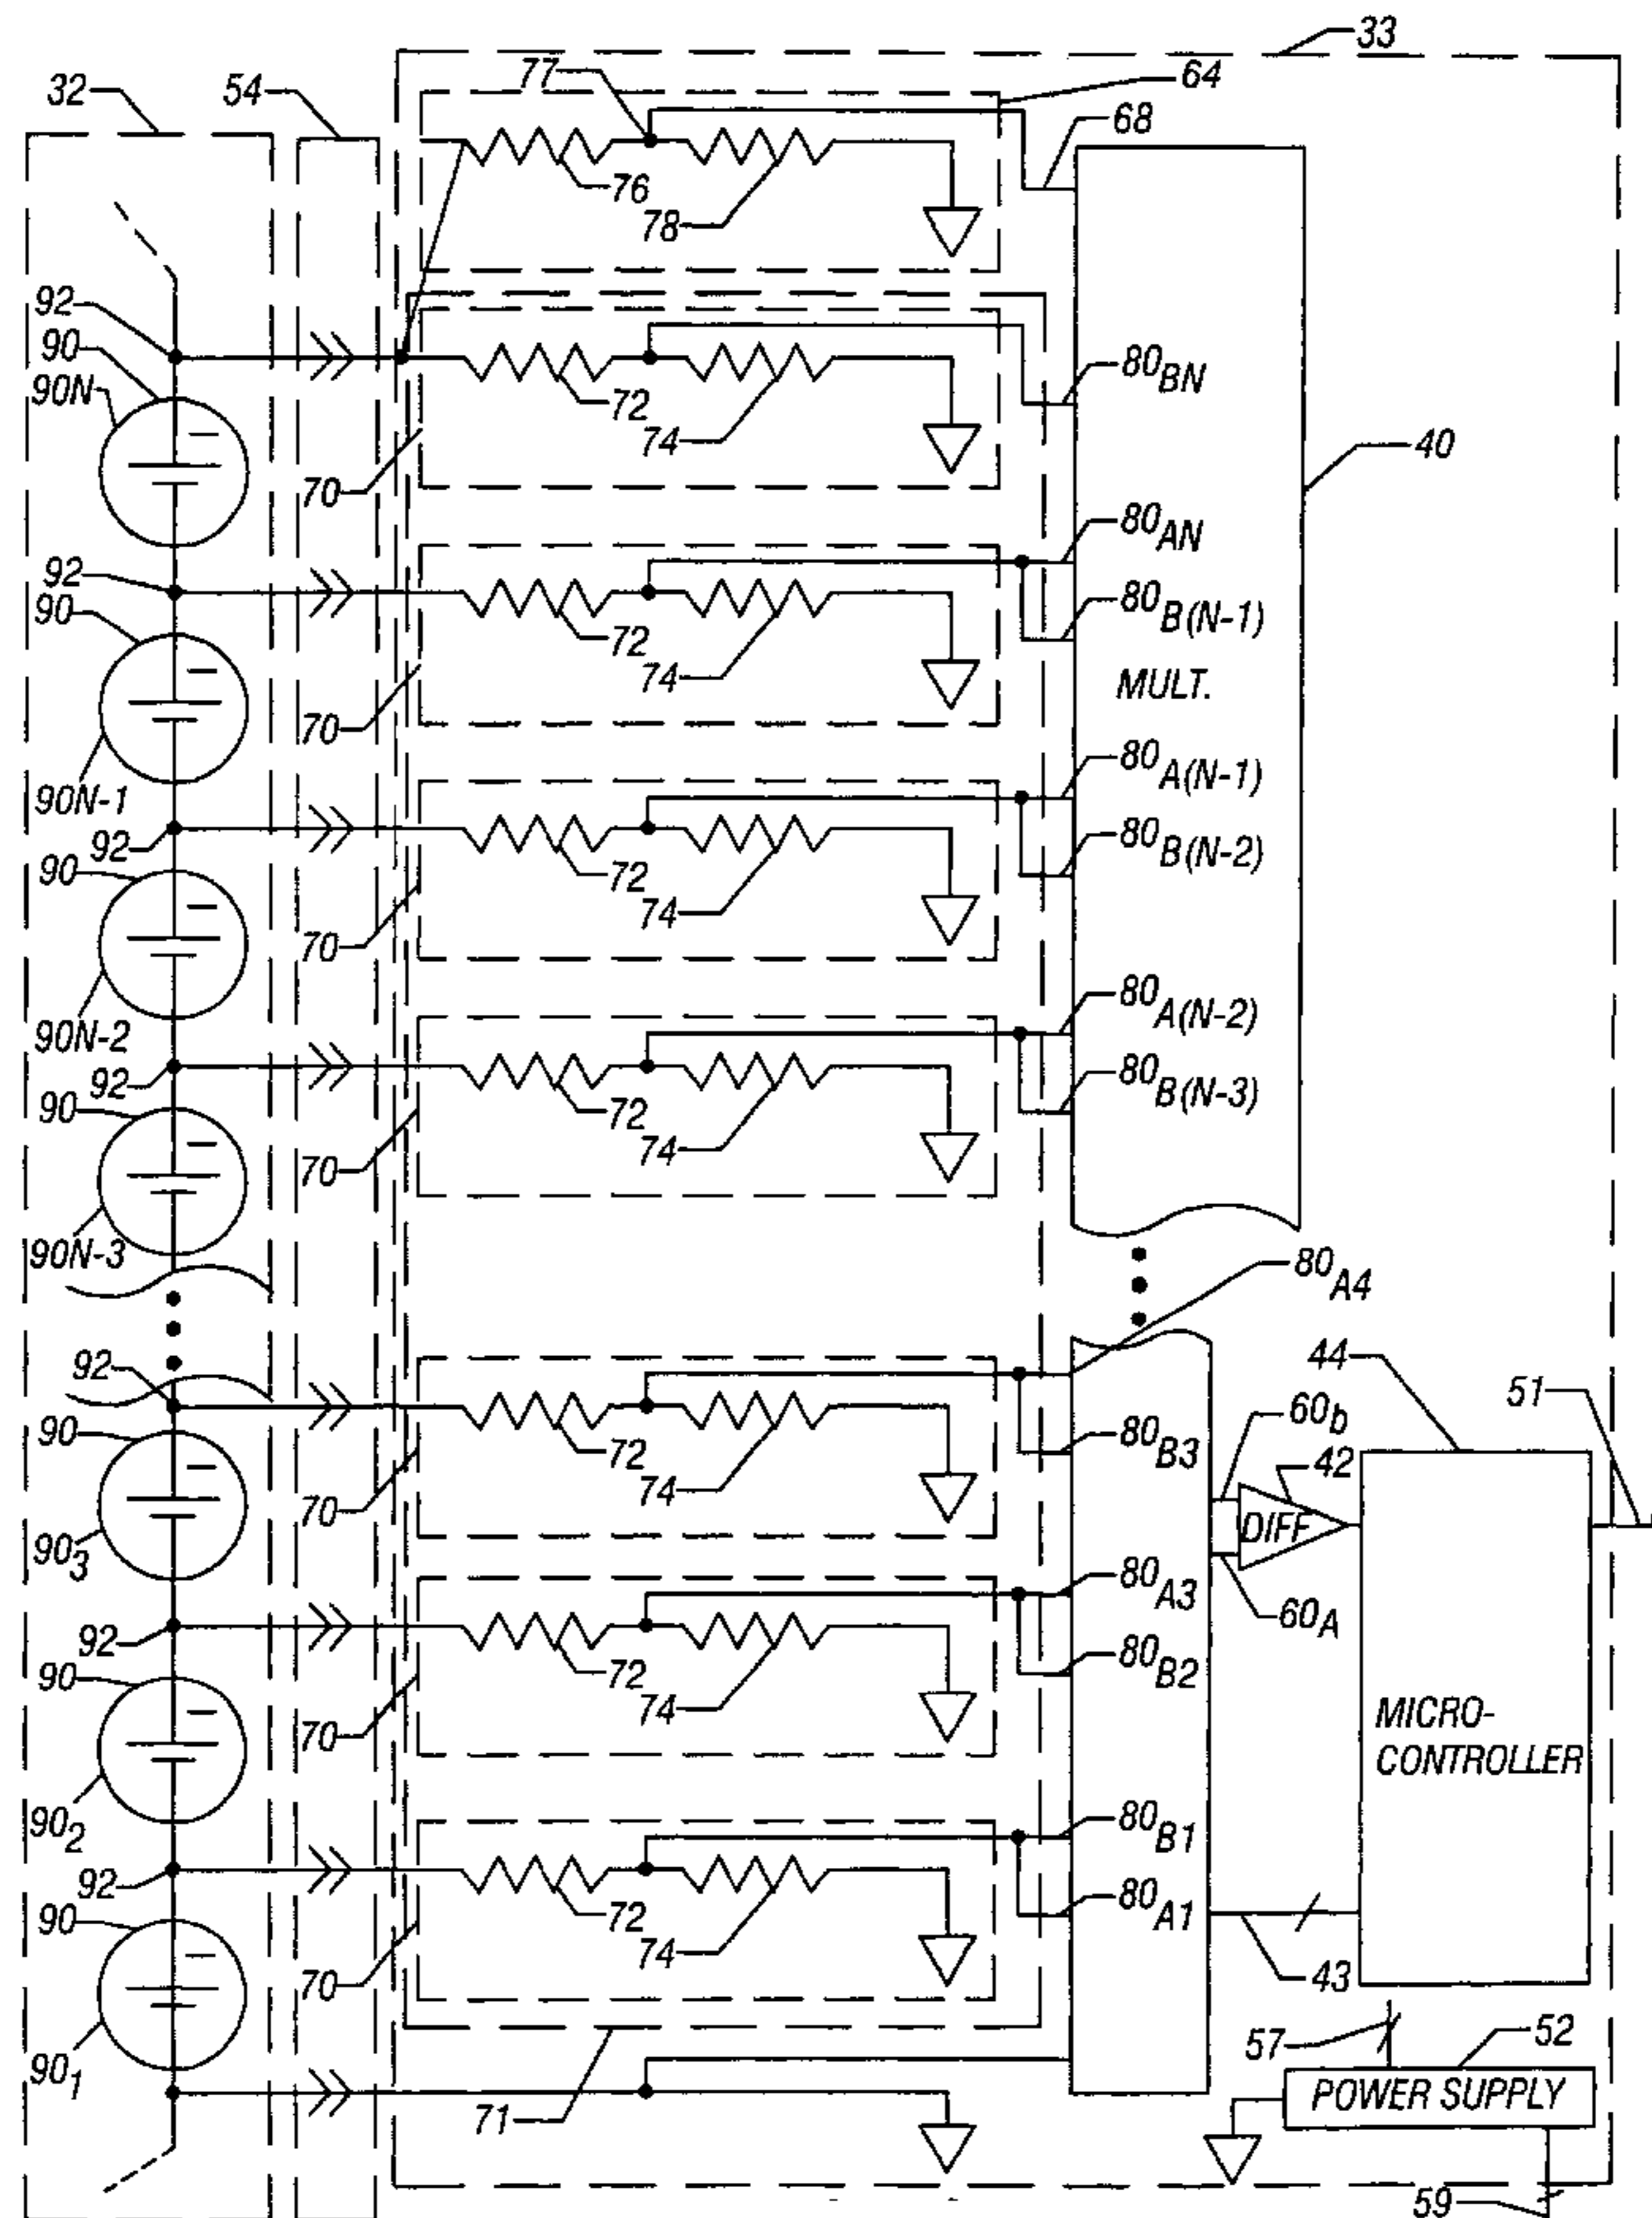 33
32
54
77
64
68
76
78
92
90
90N
80BN
72
74
70
40
80AN
92
90
80B(N-1)
72
74
MULT.
70
80A(N-1)
90N-1
92
80B(N-2)
90
72
74
70
80A(N-2)
90N-2
92
80B(N-3)
90
72
74
70
90N-3
80A4
92
44
51
60b
90
80B3
72
42
74
70
DIFF
903
80A3
60A
92
80B2
90
72
74
70
MICRO-
CONTROLLER
902
80B1
92
80A1
90
72
74
70
43
57
52
901
71
POWER SUPPLY
59